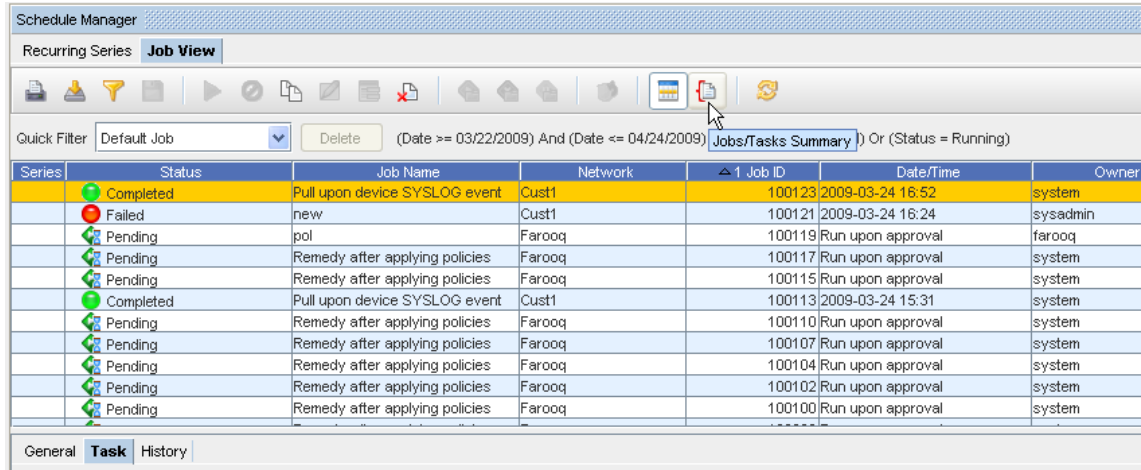 Schedule Manager
Recurring Series Job View
Quick Filter Default Job Delete (Date >= 03/22/2009) And (Date <= 04/24/2009) Jobs/Tasks Summary ) Or (Status = Running)
Series Status Job Name Network 1 Job ID Date/Time Owner
Completed Pull upon device SYSLOG event Cust1 100123 2009-03-24 16:52 system
Failed new Cust1 100121 2009-03-24 16:24 sysadmin
Pending pol Farooq 100119 Run upon approval farooq
Pending Remedy after applying policies Farooq 100117 Run upon approval system
Pending Remedy after applying policies Farooq 100115 Run upon approval system
Completed Pull upon device SYSLOG event Cust1 100113 2009-03-24 15:31 system
Pending Remedy after applying policies Farooq 100110 Run upon approval system
Pending Remedy after applying policies Farooq 100107 Run upon approval system
Pending Remedy after applying policies Farooq 100104 Run upon approval system
Pending Remedy after applying policies Farooq 100102 Run upon approval system
Pending Remedy after applying policies Farooq 100100 Run upon approval system
General Task History